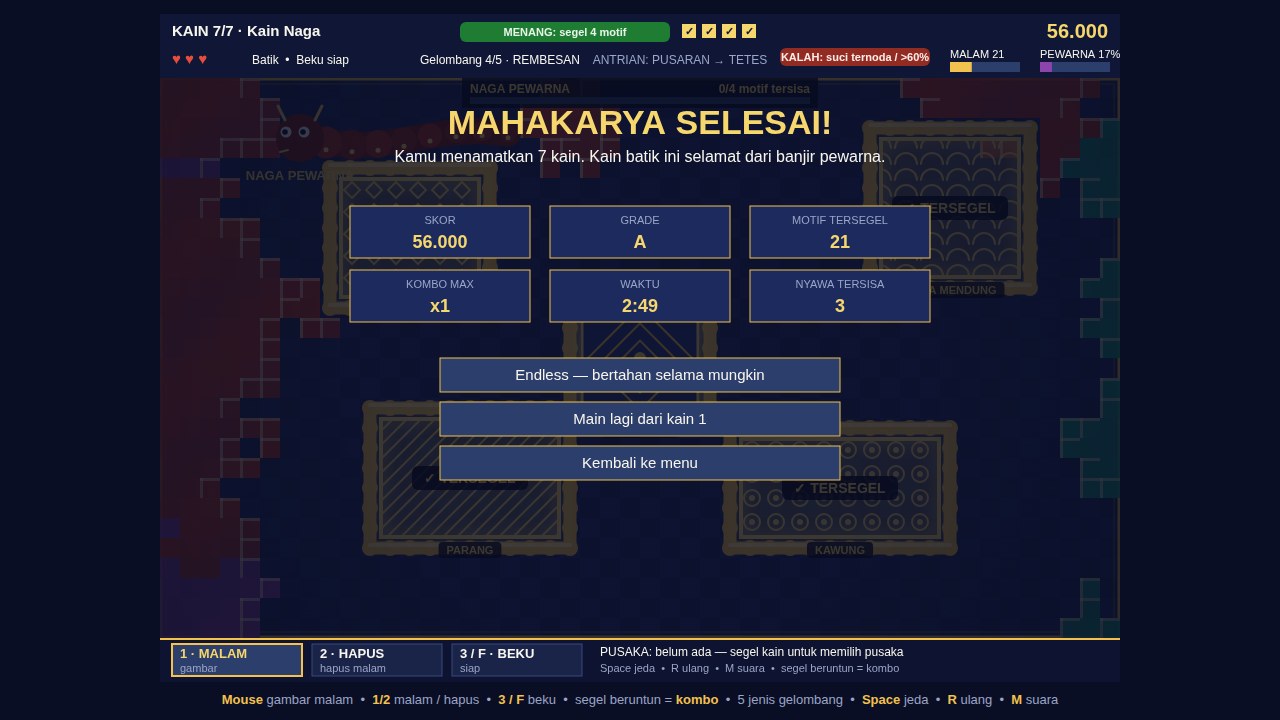 KAIN 7/7 · Kain Naga
MENANG: segel 4 motif
✓ ✓ ✓ ✓
56.000
♥ ♥ ♥
Batik • Beku siap
Gelombang 4/5 · REMBESAN
ANTRIAN: PUSARAN → TETES
KALAH: suci ternoda / >60%
MALAM 21
PEWARNA 17%
NAGA PEWARNA
0/4 motif tersisa
MAHAKARYA SELESAI!
Kamu menamatkan 7 kain. Kain batik ini selamat dari banjir pewarna.
NAGA PEWA
SKOR
56.000
GRADE
A
MOTIF TERSEGEL
21
TERSEGEL
KOMBO MAX
x1
WAKTU
2:49
NYAWA TERSISA
3
A MENDUNG
Endless — bertahan selama mungkin
Main lagi dari kain 1
Kembali ke menu
✓ TERSEGEL
✓ TERSEGEL
PARANG
KAWUNG
1 · MALAM
gambar
2 · HAPUS
hapus malam
3 / F · BEKU
siap
PUSAKA: belum ada — segel kain untuk memilih pusaka
Space jeda • R ulang • M suara • segel beruntun = kombo
Mouse gambar malam • 1/2 malam / hapus • 3 / F beku • segel beruntun = kombo • 5 jenis gelombang • Space jeda • R ulang • M suara